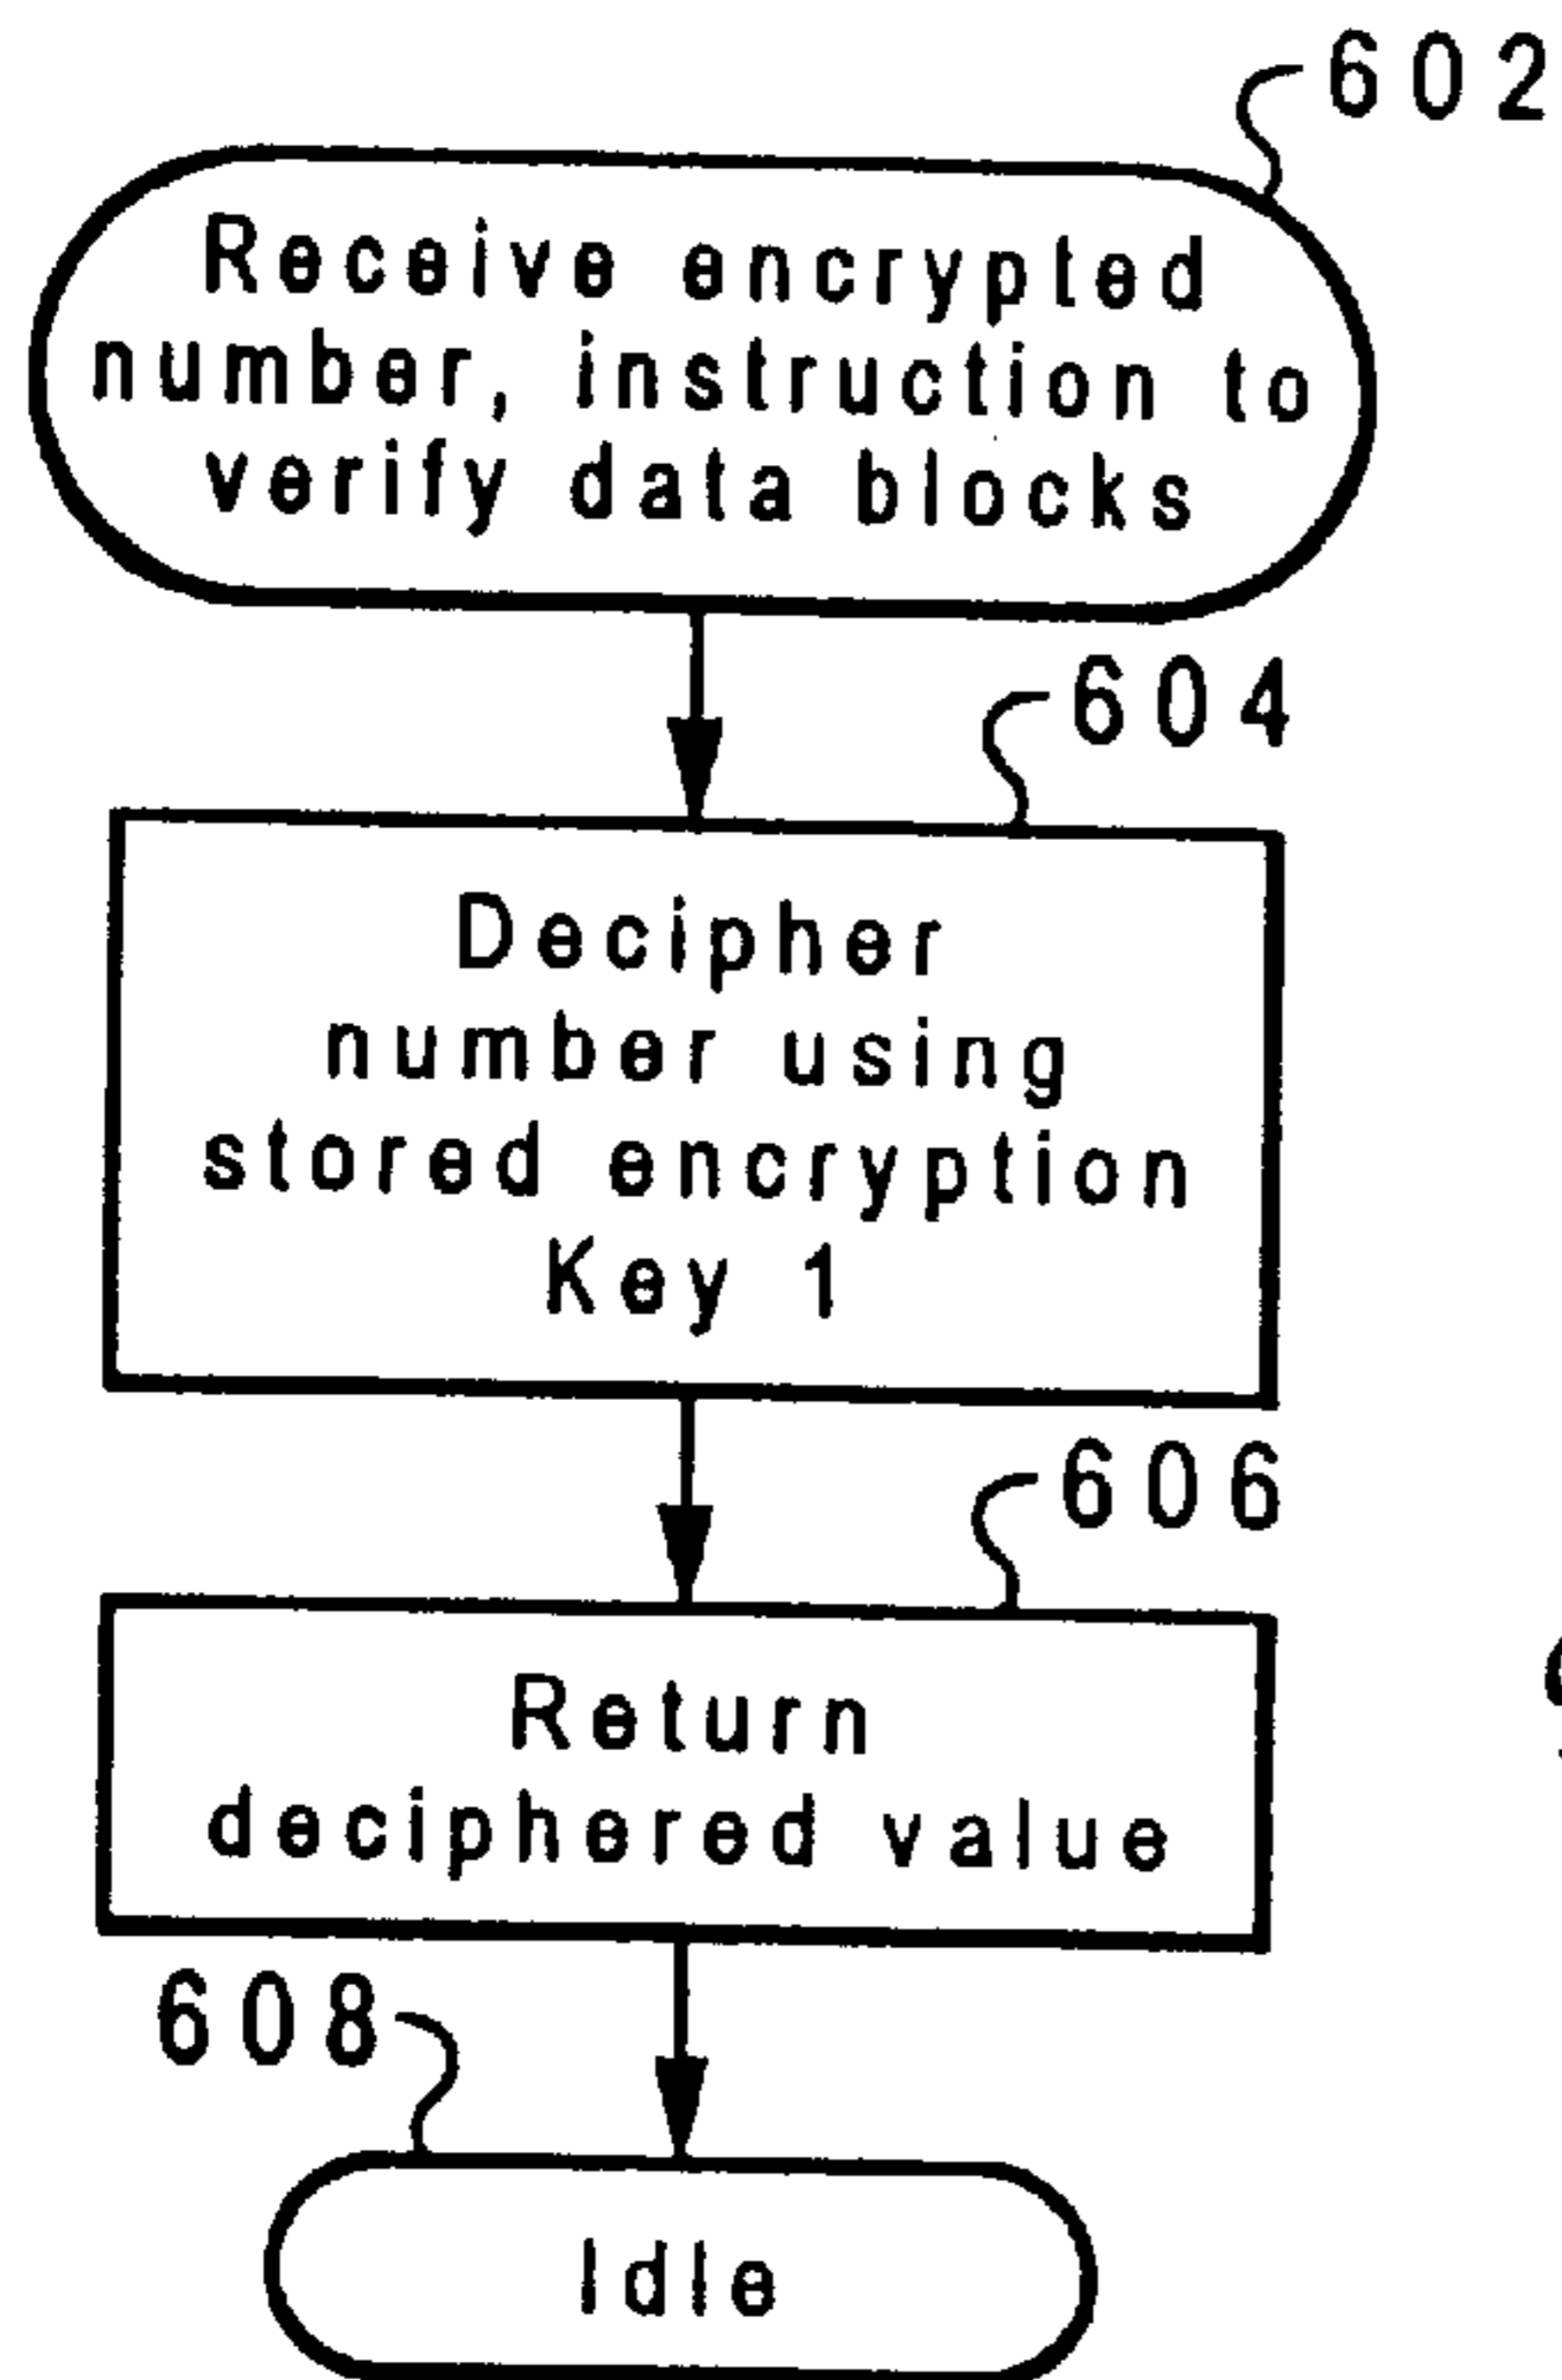 602
Receive encrypted
number, instruction to
verify data blocks
604
Decipher
number using
stored encryption
Key 1
606
Return
deciphered value
608
Idle